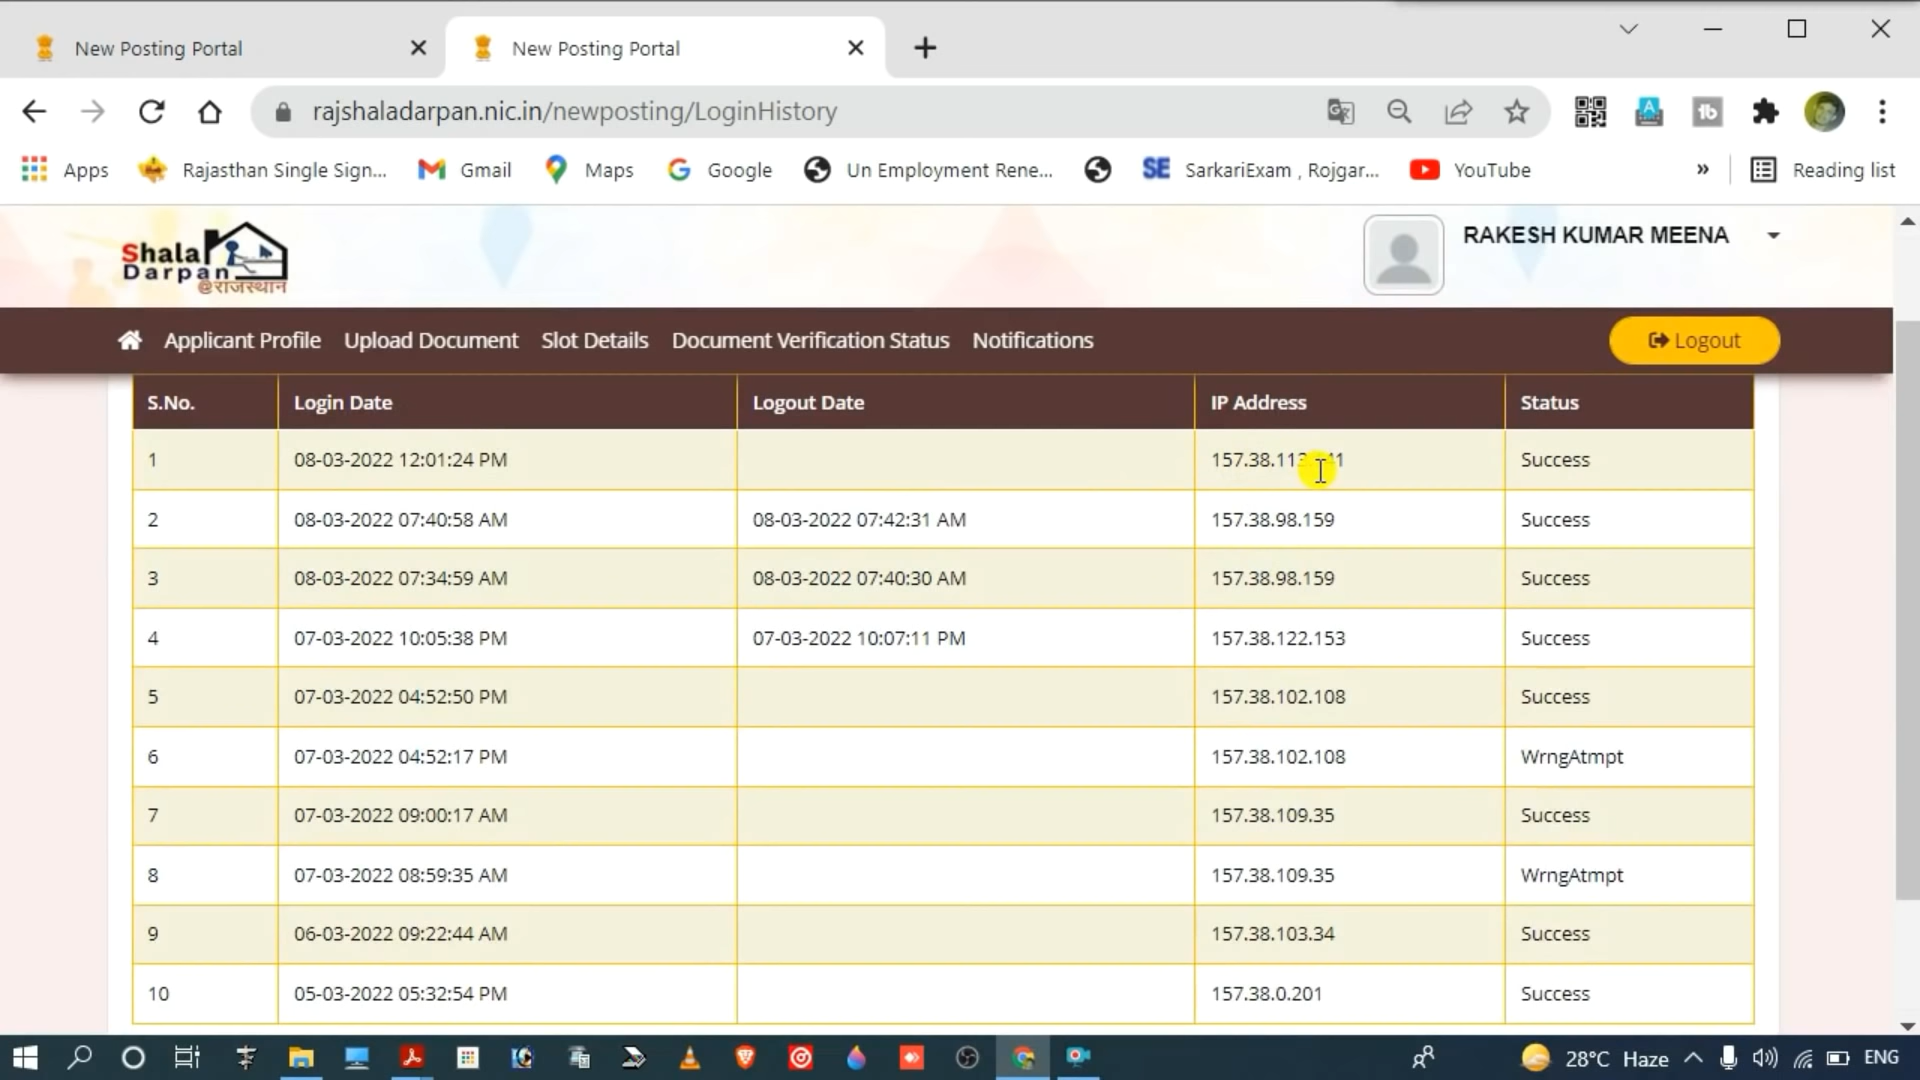 New Posting Portal
New Posting Portal
rajshaladarpan.nic.in/newposting/LoginHistory
Apps
Rajasthan Single Sign...
Gmail
Maps
Google
Un Employment Rene...
SE SarkariExam , Rojgar...
YouTube
»
Reading list
Shala
Darpan
@राजस्थान
RAKESH KUMAR MEENA
Applicant Profile Upload Document Slot Details Document Verification Status Notifications
Logout
S.No. Login Date Logout Date IP Address Status
1 08-03-2022 12:01:24 PM Success
2 08-03-2022 07:40:58 AM 08-03-2022 07:42:31 AM 157.38.98.159 Success
3 08-03-2022 07:34:59 AM 08-03-2022 07:40:30 AM 157.38.98.159 Success
4 07-03-2022 10:05:38 PM 07-03-2022 10:07:11 PM 157.38.122.153 Success
5 07-03-2022 04:52:50 PM 157.38.102.108 Success
6 07-03-2022 04:52:17 PM 157.38.102.108 WrngAtmpt
7 07-03-2022 09:00:17 AM 157.38.109.35 Success
8 07-03-2022 08:59:35 AM 157.38.109.35 WrngAtmpt
9 06-03-2022 09:22:44 AM 157.38.103.34 Success
10 05-03-2022 05:32:54 PM 157.38.0.201 Success
28°C Haze
ENG